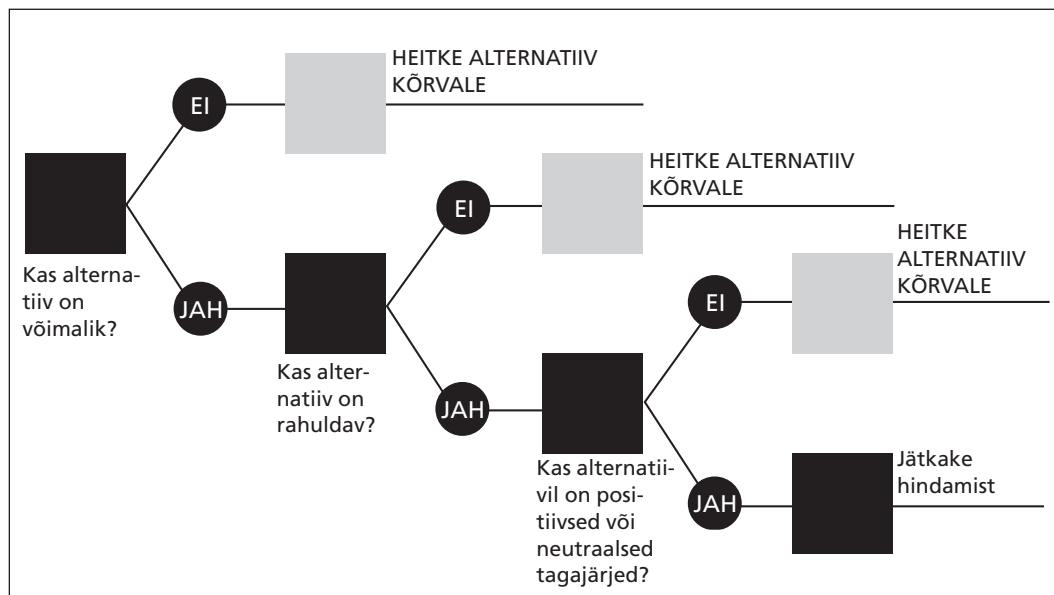 HEITKE ALTERNATIIV
KÕRVALE
EI
Kas alterna-
tiiv on
võimalik?
JAH
HEITKE ALTERNATIIV
KÕRVALE
EI
Kas alter-
natiiv on
rahuldav?
JAH
HEITKE
ALTERNATIIV
KÕRVALE
EI
Kas alternatii-
vil on posi-
tiivsed või
neutraalsed
tagajärjed?
JAH
Jätkake
hindamist